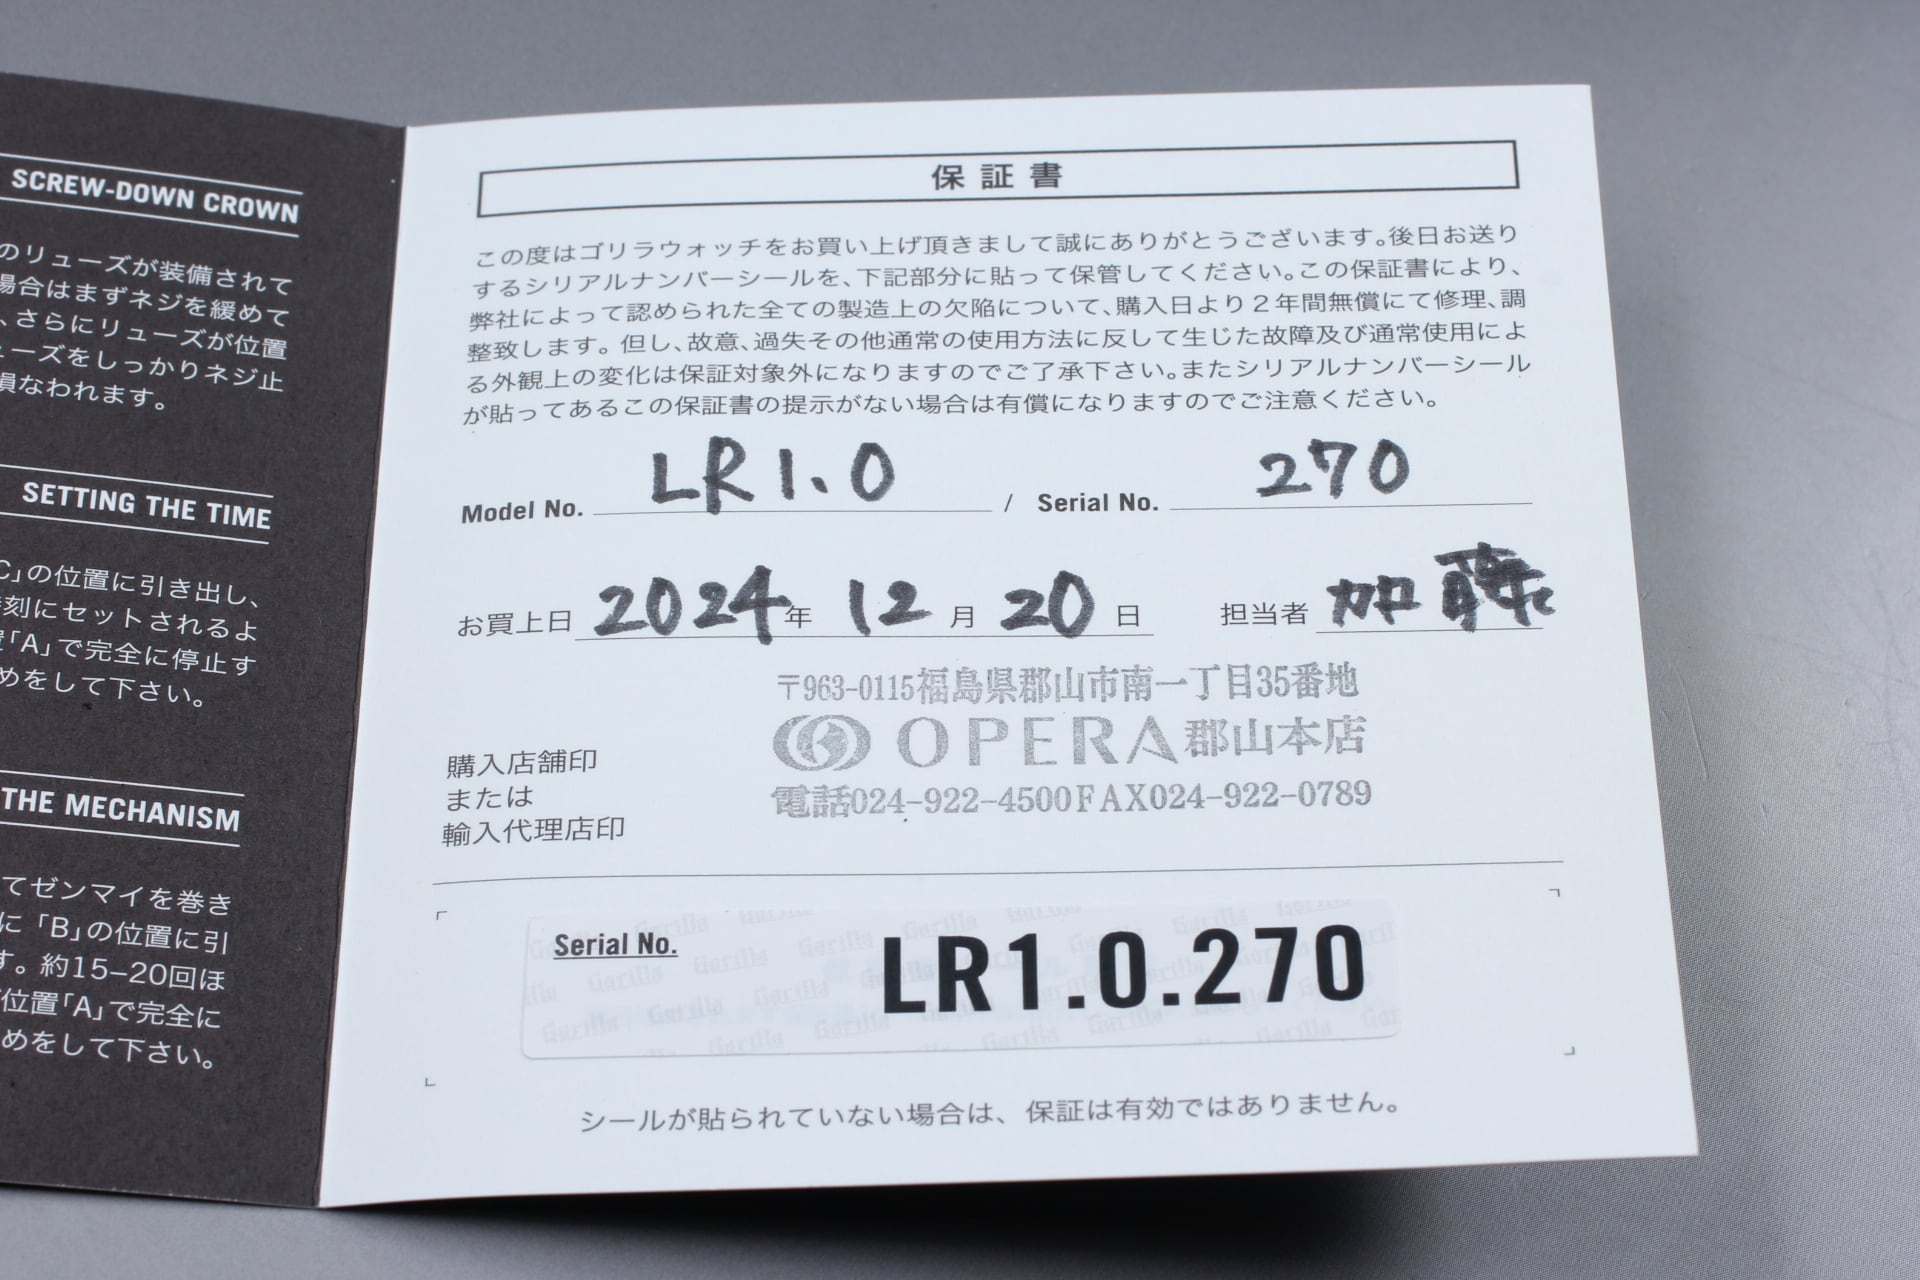 SCREW-DOWN CROWN
のリューズが装備されて
場合はまずネジを緩めて
、さらにリューズが位置
ューズをしっかりネジ止
損なわれます。
SETTING THE TIME
C」の位置に引き出し、
刻にセットされるよ
「A」で完全に停止す
めをして下さい。
THE MECHANISM
てゼンマイを巻き
に「B」の位置に引
す。約15–20回ほ
位置「A」で完全に
めをして下さい。
保証書
この度はゴリラウォッチをお買い上げ頂きまして誠にありがとうございます。後日お送り
するシリアルナンバーシールを、下記部分に貼って保管してください。この保証書により、
弊社によって認められた全ての製造上の欠陥について、購入日より2年間無償にて修理、調
整致します。但し、故意、過失その他通常の使用方法に反して生じた故障及び通常使用によ
る外観上の変化は保証対象外になりますのでご了承下さい。またシリアルナンバーシール
が貼ってあるこの保証書の提示がない場合は有償になりますのでご注意ください。
Model No. LR1.0 / Serial No. 270
お買上日 2024年 12月 20日 担当者 加藤
〒963-0115福島県郡山市南一丁目35番地
OPERA郡山本店
電話024-922-4500FAX024-922-0789
購入店舗印
または
輸入代理店印
Serial No. LR1.0.270
シールが貼られていない場合は、保証は有効ではありません。